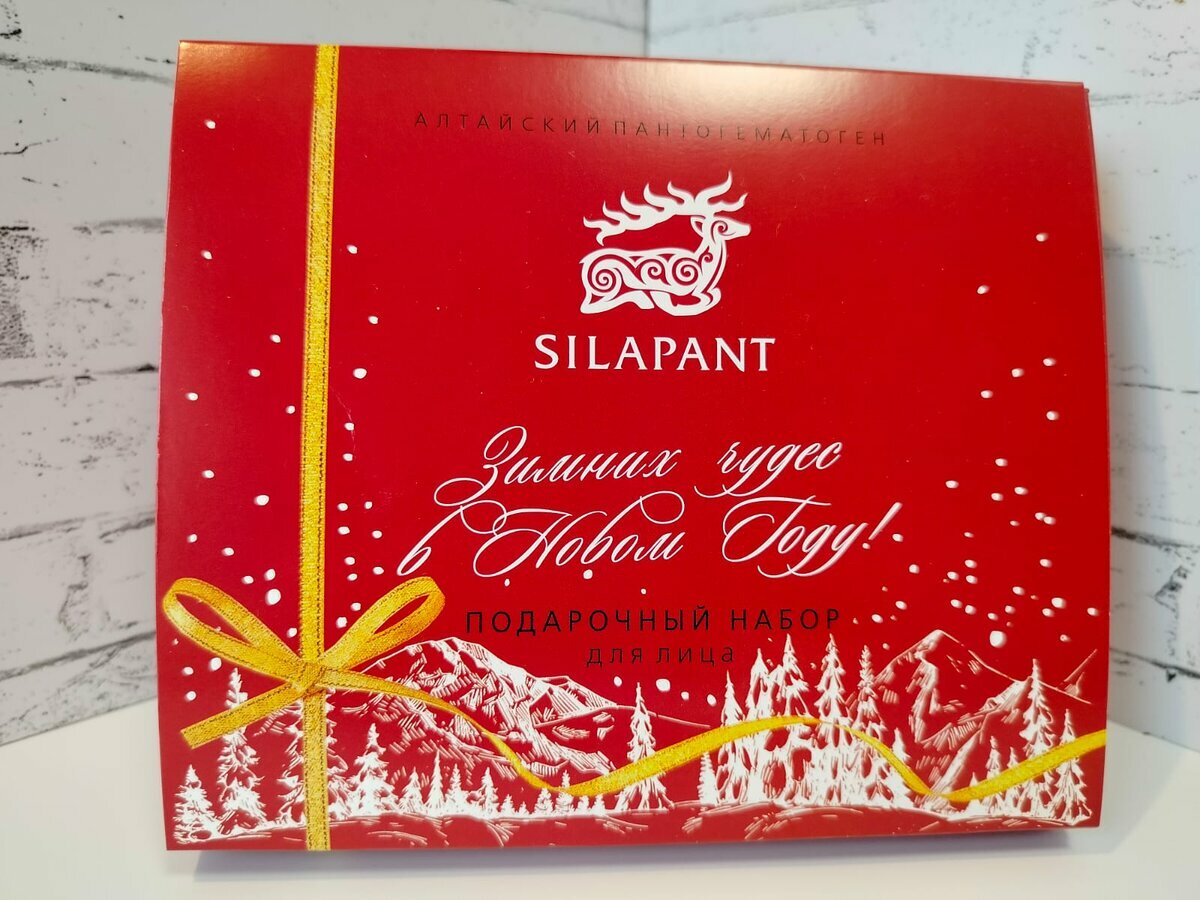 АЛТАЙСКИЙ ПАНТОГЕМАТОГЕН
SILAPANT
Зимних чудес
в Новом Году!
ПОДАРОЧНЫЙ НАБОР
для лица